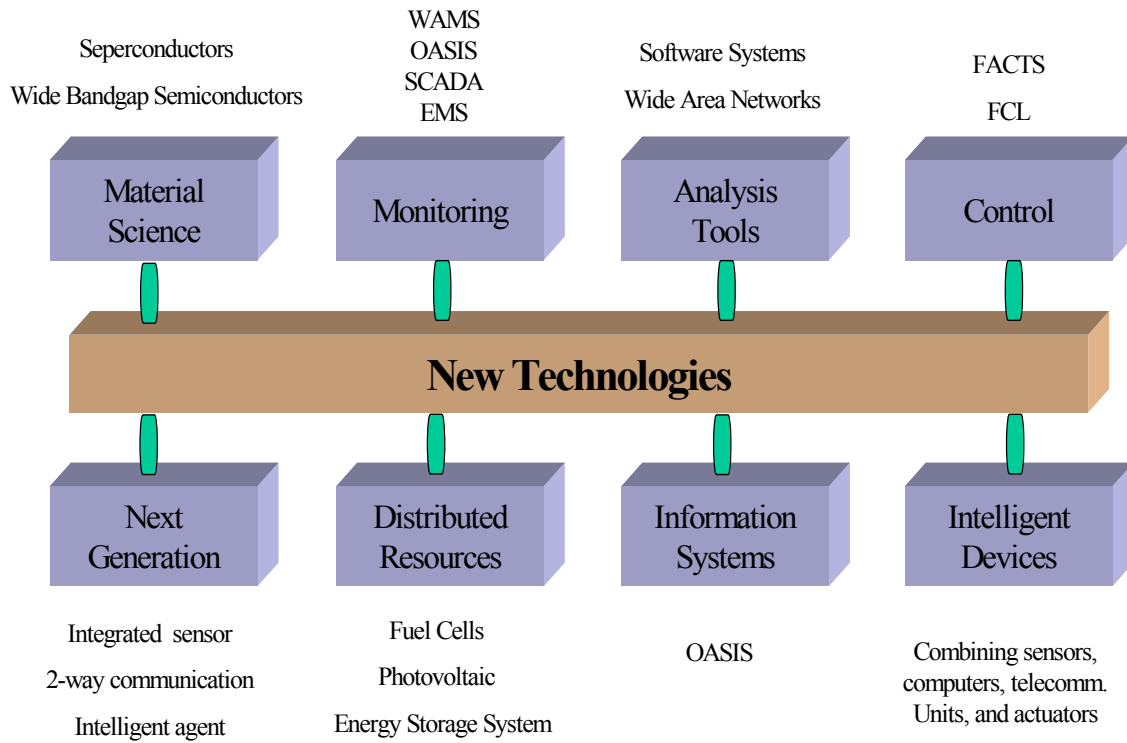 Seperconductors
Wide Bandgap Semiconductors
WAMS
OASIS
SCADA
EMS
Software Systems
Wide Area Networks
FACTS
FCL
Material
Science
Monitoring
Analysis
Tools
Control
New Technologies
Next
Generation
Distributed
Resources
Information
Systems
Intelligent
Devices
Integrated sensor
2-way communication
Intelligent agent
Fuel Cells
Photovoltaic
Energy Storage System
OASIS
Combining sensors,
computers, telecomm.
Units, and actuators